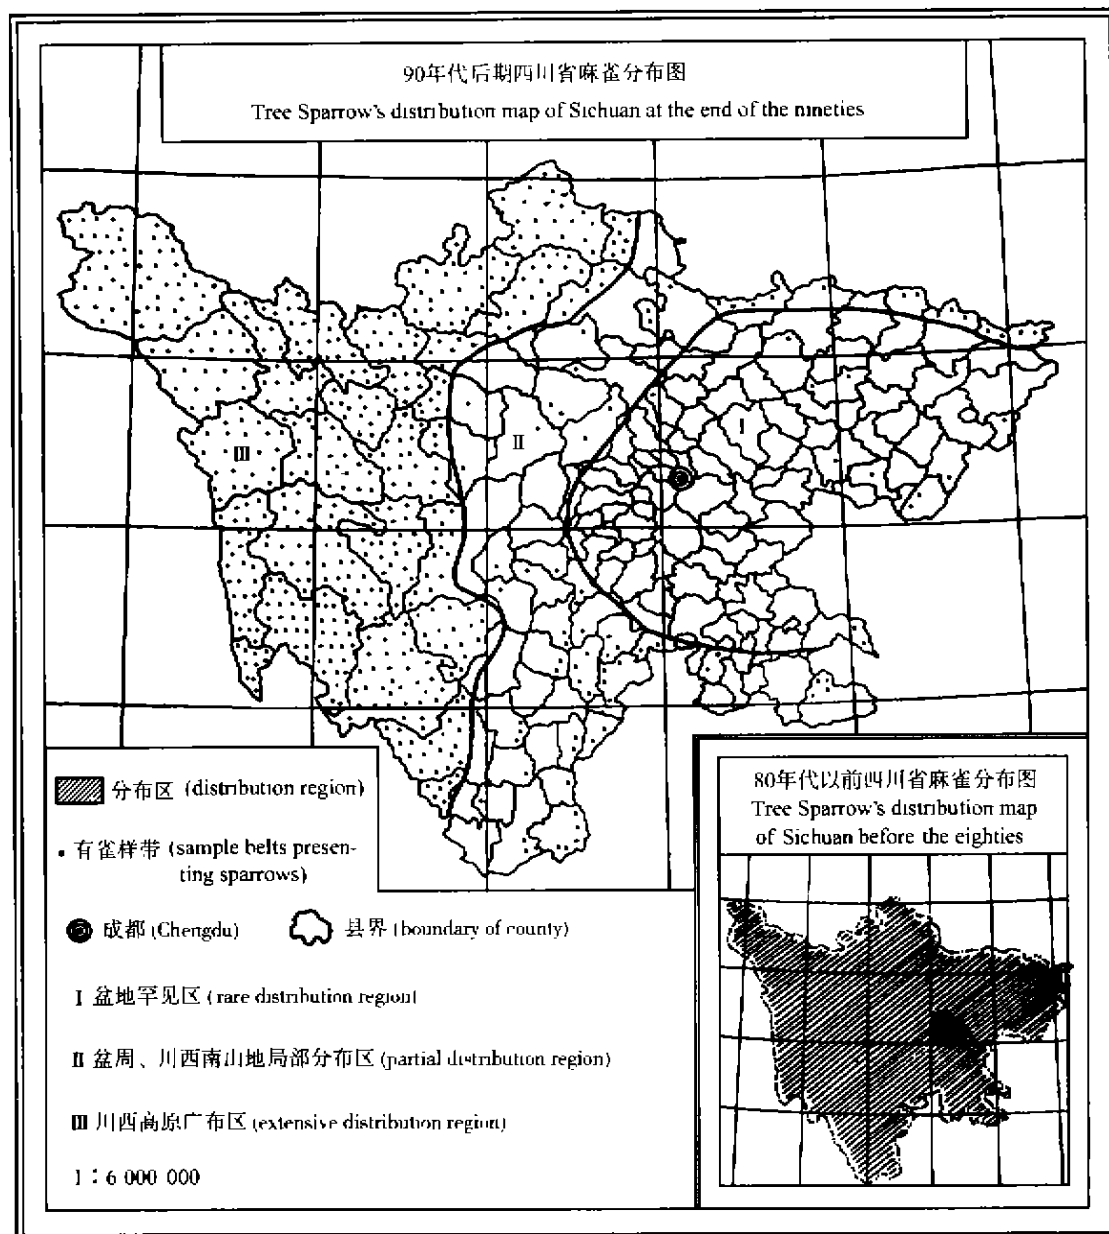 90年代后期四川省麻雀分布图
Tree Sparrow's distribution map of Sichuan at the end of the nineties
III
II
I
分布区 (distribution region)
有雀样带 (sample belts presen-
ting sparrows)
成都 (Chengdu)
县界 (boundary of county)
I 盆地罕见区 (rare distribution region)
II 盆周、川西南山地局部分布区 (partial distribution region)
III 川西高原广布区 (extensive distribution region)
1:6 000 000
80年代以前四川省麻雀分布图
Tree Sparrow's distribution map
of Sichuan before the eighties